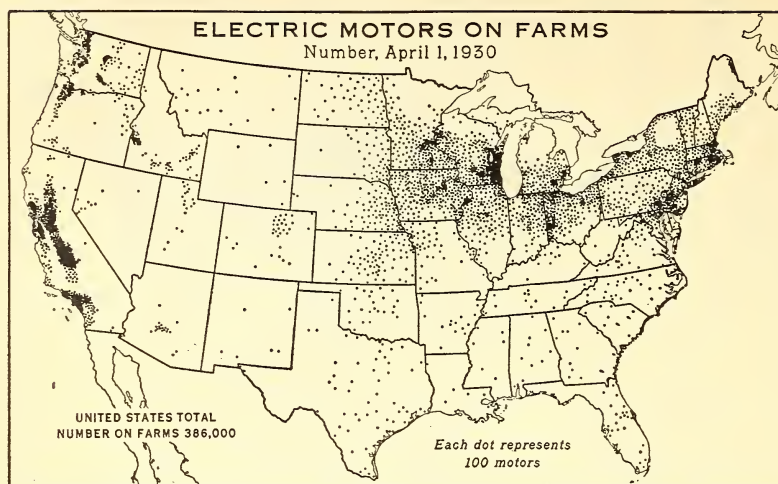 ELECTRIC MOTORS ON FARMS
Number, April 1, 1930
UNITED STATES TOTAL
NUMBER ON FARMS 386,000
Each dot represents
100 motors